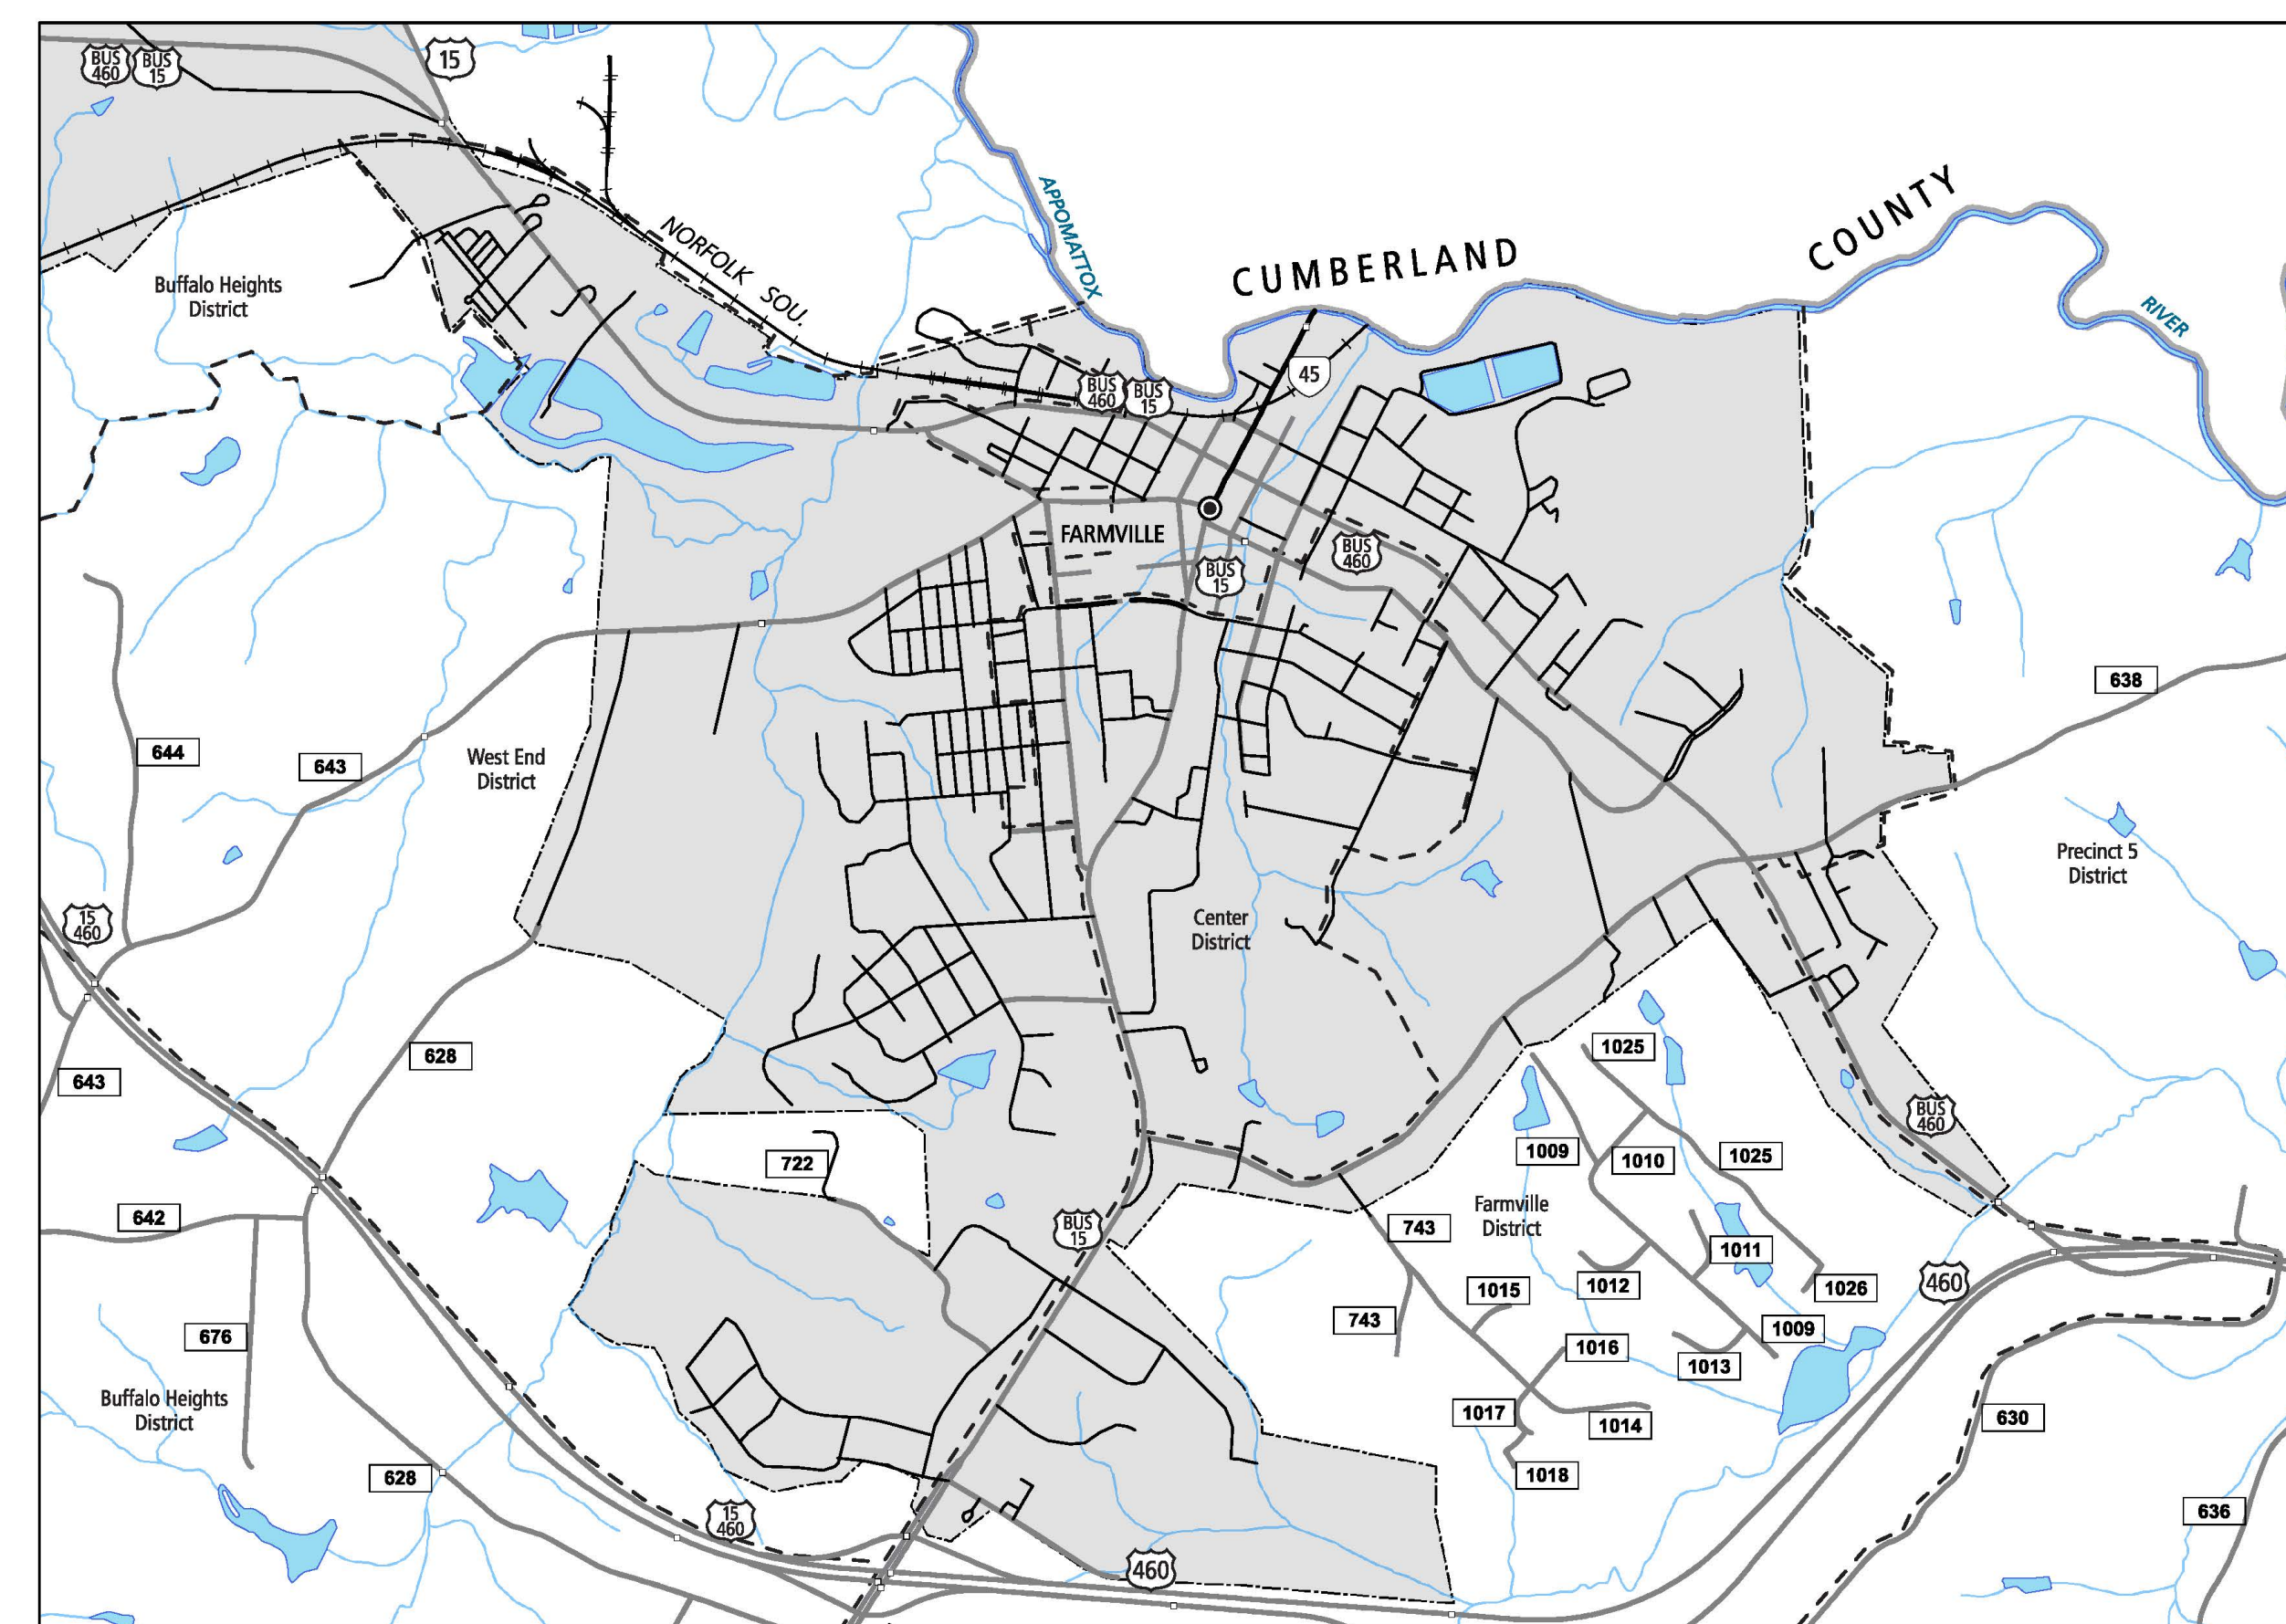 BUS
460
BUS
15
15
NORFOLK SOU.
APPOMATTOX
CUMBERLAND
COUNTY
RIVER
Buffalo Heights
District
BUS
460
BUS
15
45
FARMVILLE
BUS
15
BUS
460
638
644
643
West End
District
Precinct 5
District
15
460
Center
District
628
643
1025
BUS
460
722
1009
1010
1025
642
BUS
15
743
Farmville
District
1011
1012
1015
1026
460
743
676
1009
1016
1013
Buffalo Heights
District
1017
1014
630
628
1018
15
460
636
460